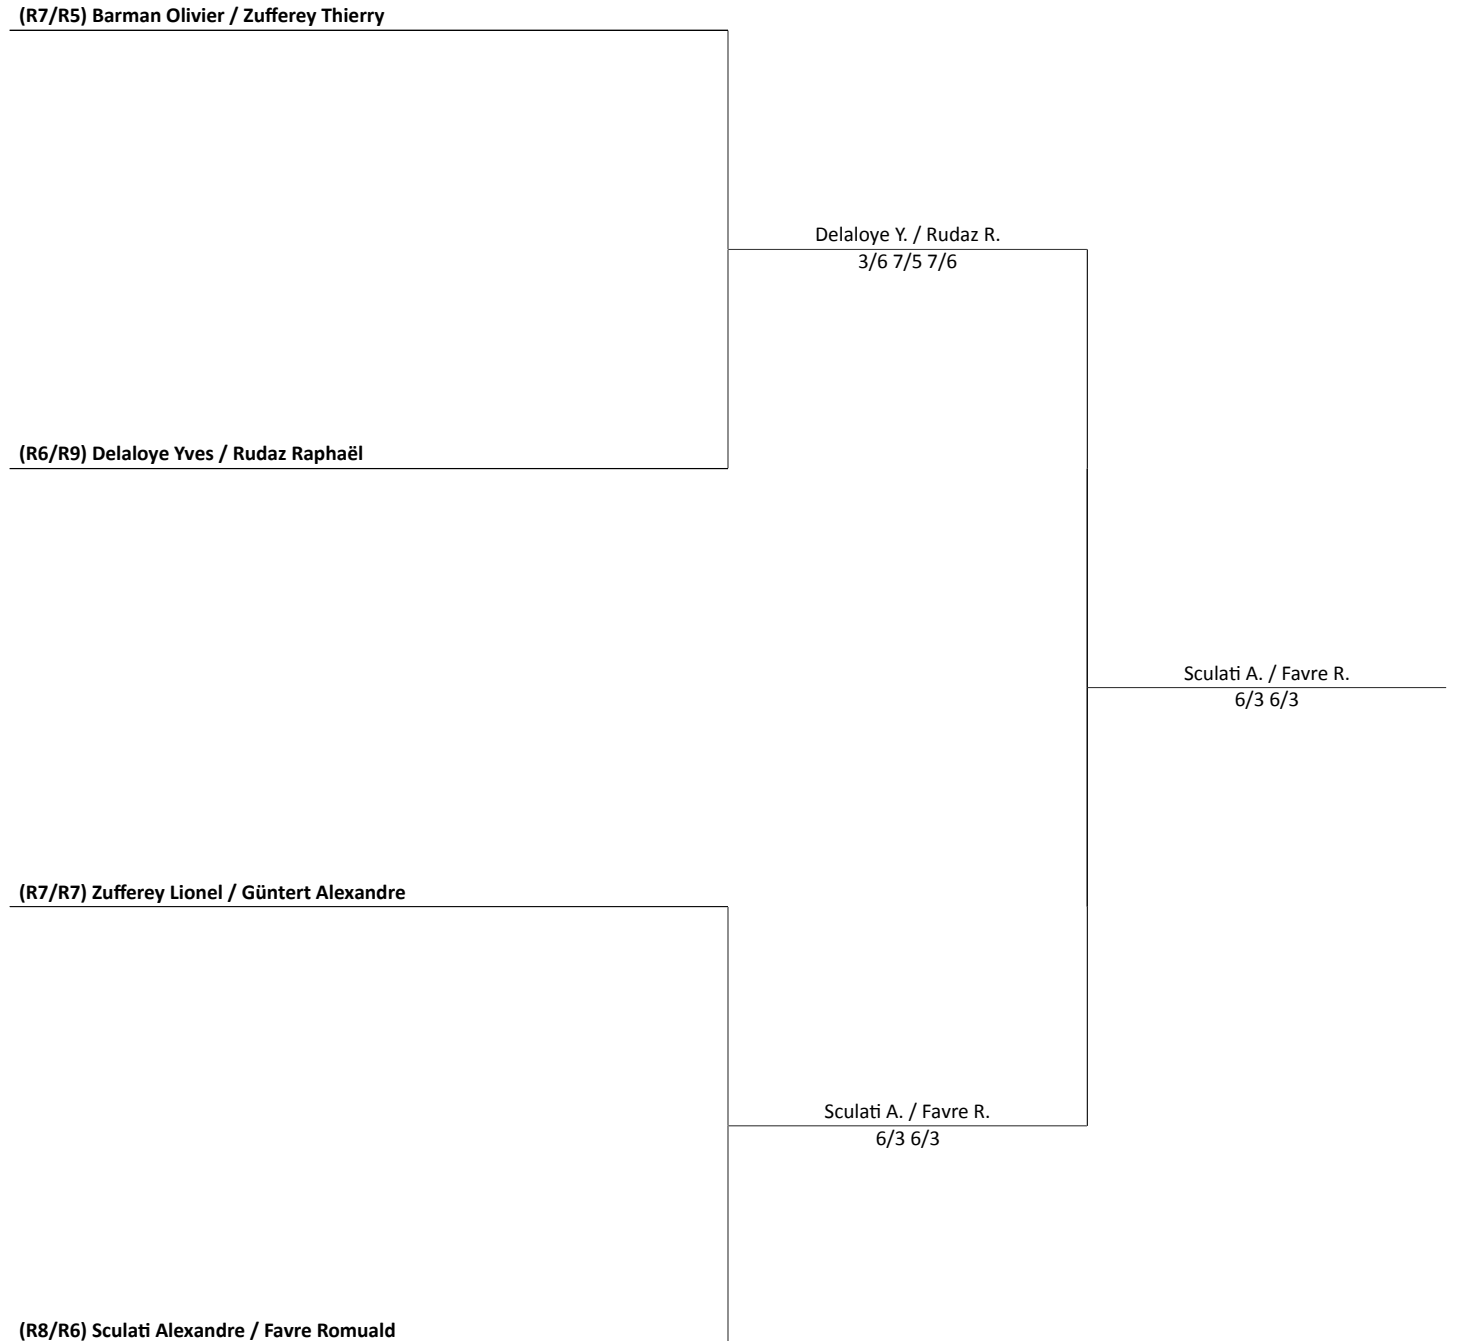 (R7/R5) Barman Olivier / Zufferey Thierry
Delaloye Y. / Rudaz R.
3/6 7/5 7/6
(R6/R9) Delaloye Yves / Rudaz Raphaël
Sculati A. / Favre R.
6/3 6/3
(R7/R7) Zufferey Lionel / Güntert Alexandre
Sculati A. / Favre R.
6/3 6/3
(R8/R6) Sculati Alexandre / Favre Romuald